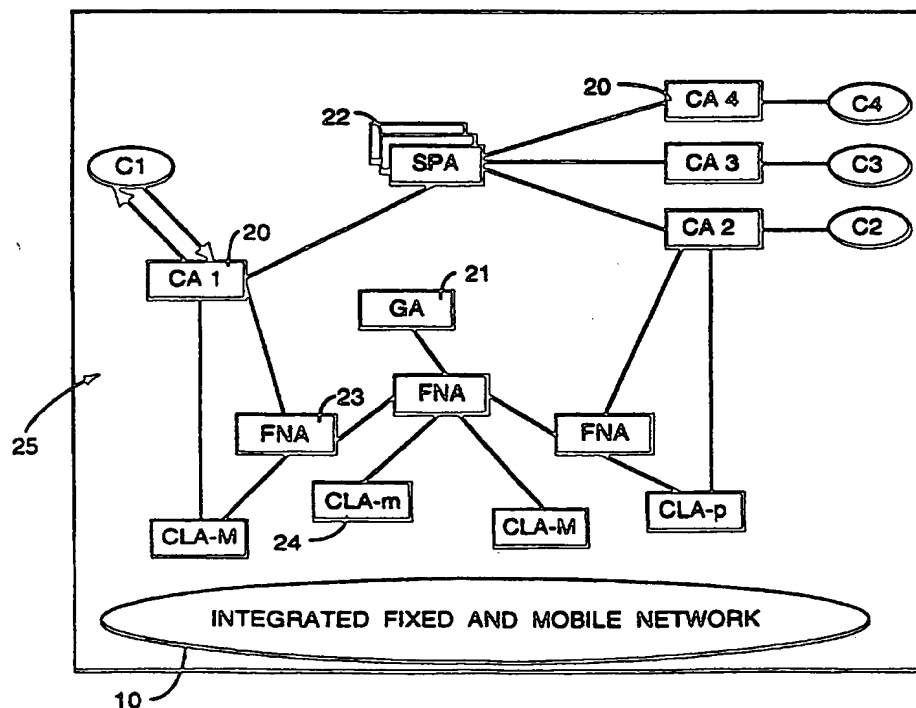 20
CA 4
C4
22
C1
SPA
CA 3
C3
20
CA 2
C2
CA 1
21
GA
23
FNA
25
FNA
FNA
CLA-m
CLA-p
CLA-M
24
CLA-M
INTEGRATED FIXED AND MOBILE NETWORK
10